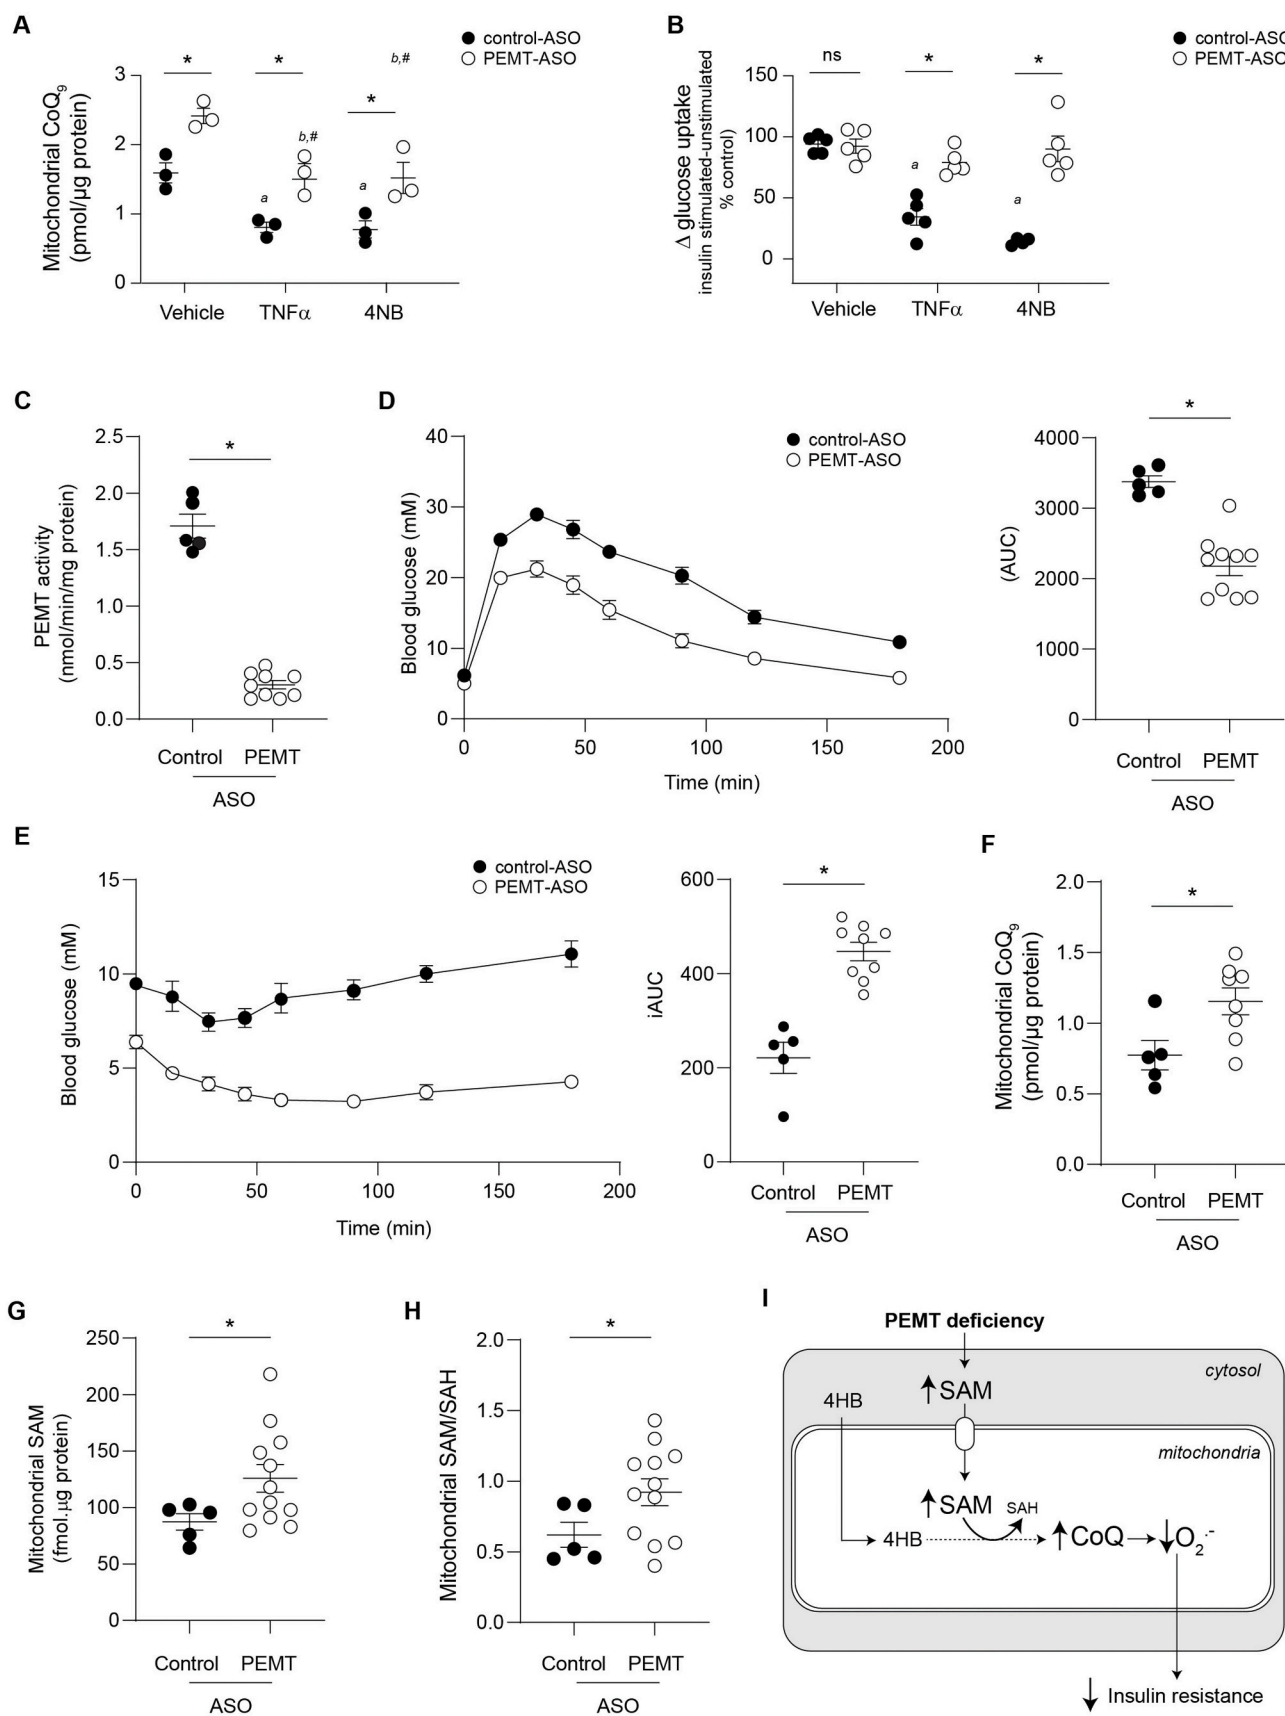 A
control-ASO
PEMT-ASO
Mitochondrial CoQ9
(pmol/µg protein)
3
2
1
0
*
*
*
a
b,#
a
b,#
Vehicle
TNFα
4NB
B
control-ASO
PEMT-ASO
Δ glucose uptake
insulin stimulated-unstimulated
% control
150
100
50
0
ns
*
*
a
a
Vehicle
TNFα
4NB
C
PEMT activity
(nmol/min/mg protein)
2.5
2.0
1.5
1.0
0.5
0.0
*
Control
PEMT
ASO
D
control-ASO
PEMT-ASO
Blood glucose (mM)
40
30
20
10
0
0
50
100
150
200
Time (min)
(AUC)
4000
3000
2000
1000
0
*
Control
PEMT
ASO
E
control-ASO
PEMT-ASO
Blood glucose (mM)
15
10
5
0
0
50
100
150
200
Time (min)
iAUC
600
400
200
0
*
Control
PEMT
ASO
F
Mitochondrial CoQ9
(pmol/µg protein)
2.0
1.5
1.0
0.5
0.0
*
Control
PEMT
ASO
G
Mitochondrial SAM
(fmol.µg protein)
250
200
150
100
50
0
*
Control
PEMT
ASO
H
Mitochondrial SAM/SAH
2.0
1.5
1.0
0.5
0.0
*
Control
PEMT
ASO
I
PEMT deficiency
cytosol
↑SAM
4HB
mitochondria
↑SAM
SAH
4HB
↑CoQ
↓O2·-
↓ Insulin resistance